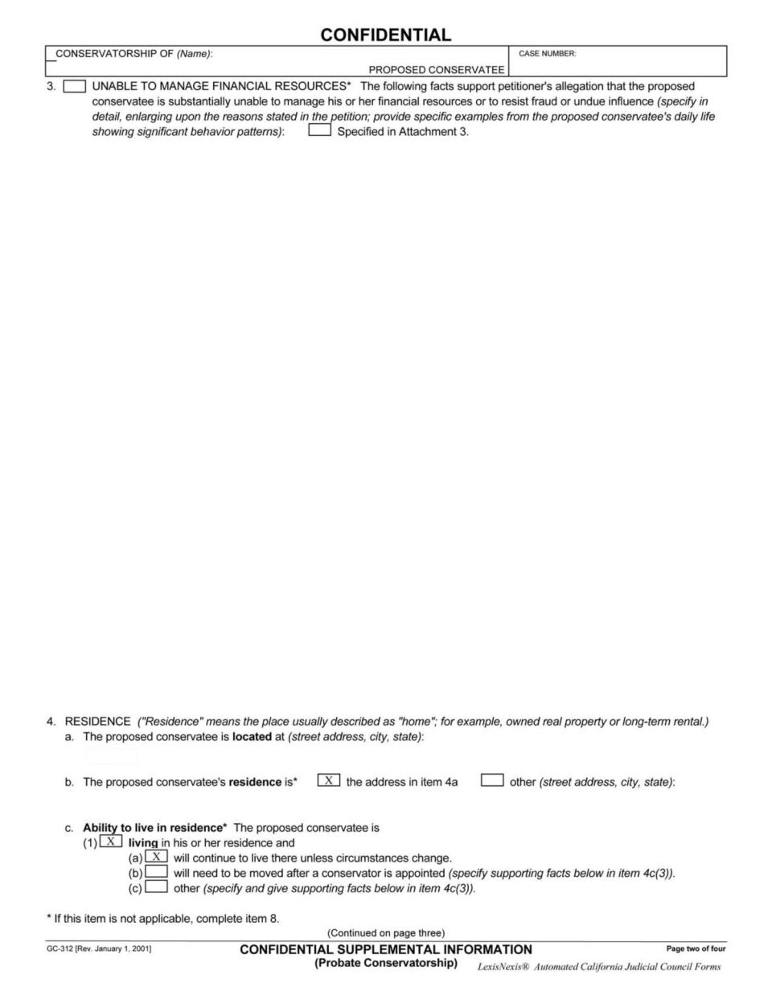 CONFIDENTIAL
CONSERVATORSHIP OF (Name):
CASE NUMBER:
PROPOSED CONSERVATEE
3. UNABLE TO MANAGE FINANCIAL RESOURCES* The following facts support petitioner's allegation that the proposed
conservatee is substantially unable to manage his or her financial resources or to resist fraud or undue influence (specify in
detail, enlarging upon the reasons stated in the petition; provide specific examples from the proposed conservatee's daily life
showing significant behavior patterns): Specified in Attachment 3.
4. RESIDENCE ("Residence" means the place usually described as "home"; for example, owned real property or long-term rental.)
a. The proposed conservatee is located at (street address, city, state):
b. The proposed conservatee's residence is* X the address in item 4a other (street address, city, state):
c. Ability to live in residence* The proposed conservatee is
(1) X living in his or her residence and
(a) X will continue to live there unless circumstances change.
(b) will need to be moved after a conservator is appointed (specify supporting facts below in item 4c(3)).
(c) other (specify and give supporting facts below in item 4c(3)).
* If this item is not applicable, complete item 8.
(Continued on page three)
GC-312 [Rev. January 1, 2001] CONFIDENTIAL SUPPLEMENTAL INFORMATION Page two of four
(Probate Conservatorship) LexisNexis® Automated California Judicial Council Forms